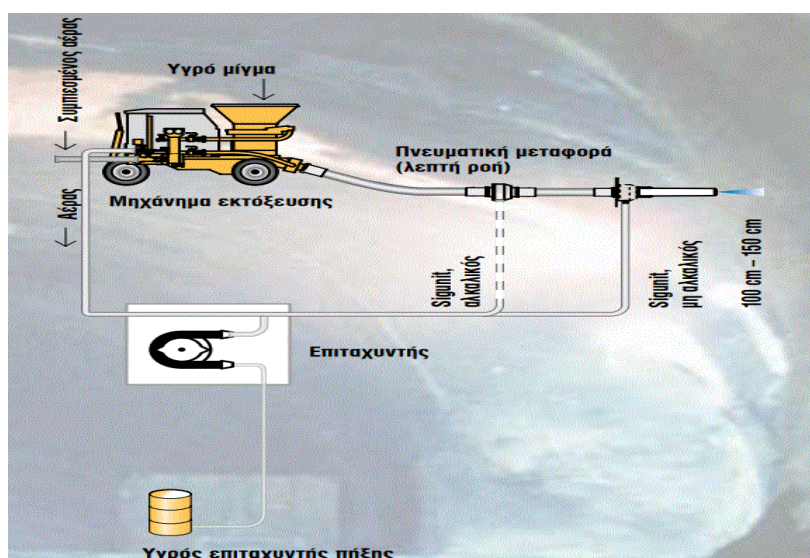 Συμπιεσμένος αέρας
Υγρό μίγμα
Πνευματική μεταφορά
(λεπτή ροή)
Μηχάνημα εκτόξευσης
Αέρας
Sigunit,
αλκαλικός
Sigunit,
μη αλκαλικός
100 cm – 150 cm
Επιταχυντής
Υγρός επιταχυντής πήξης